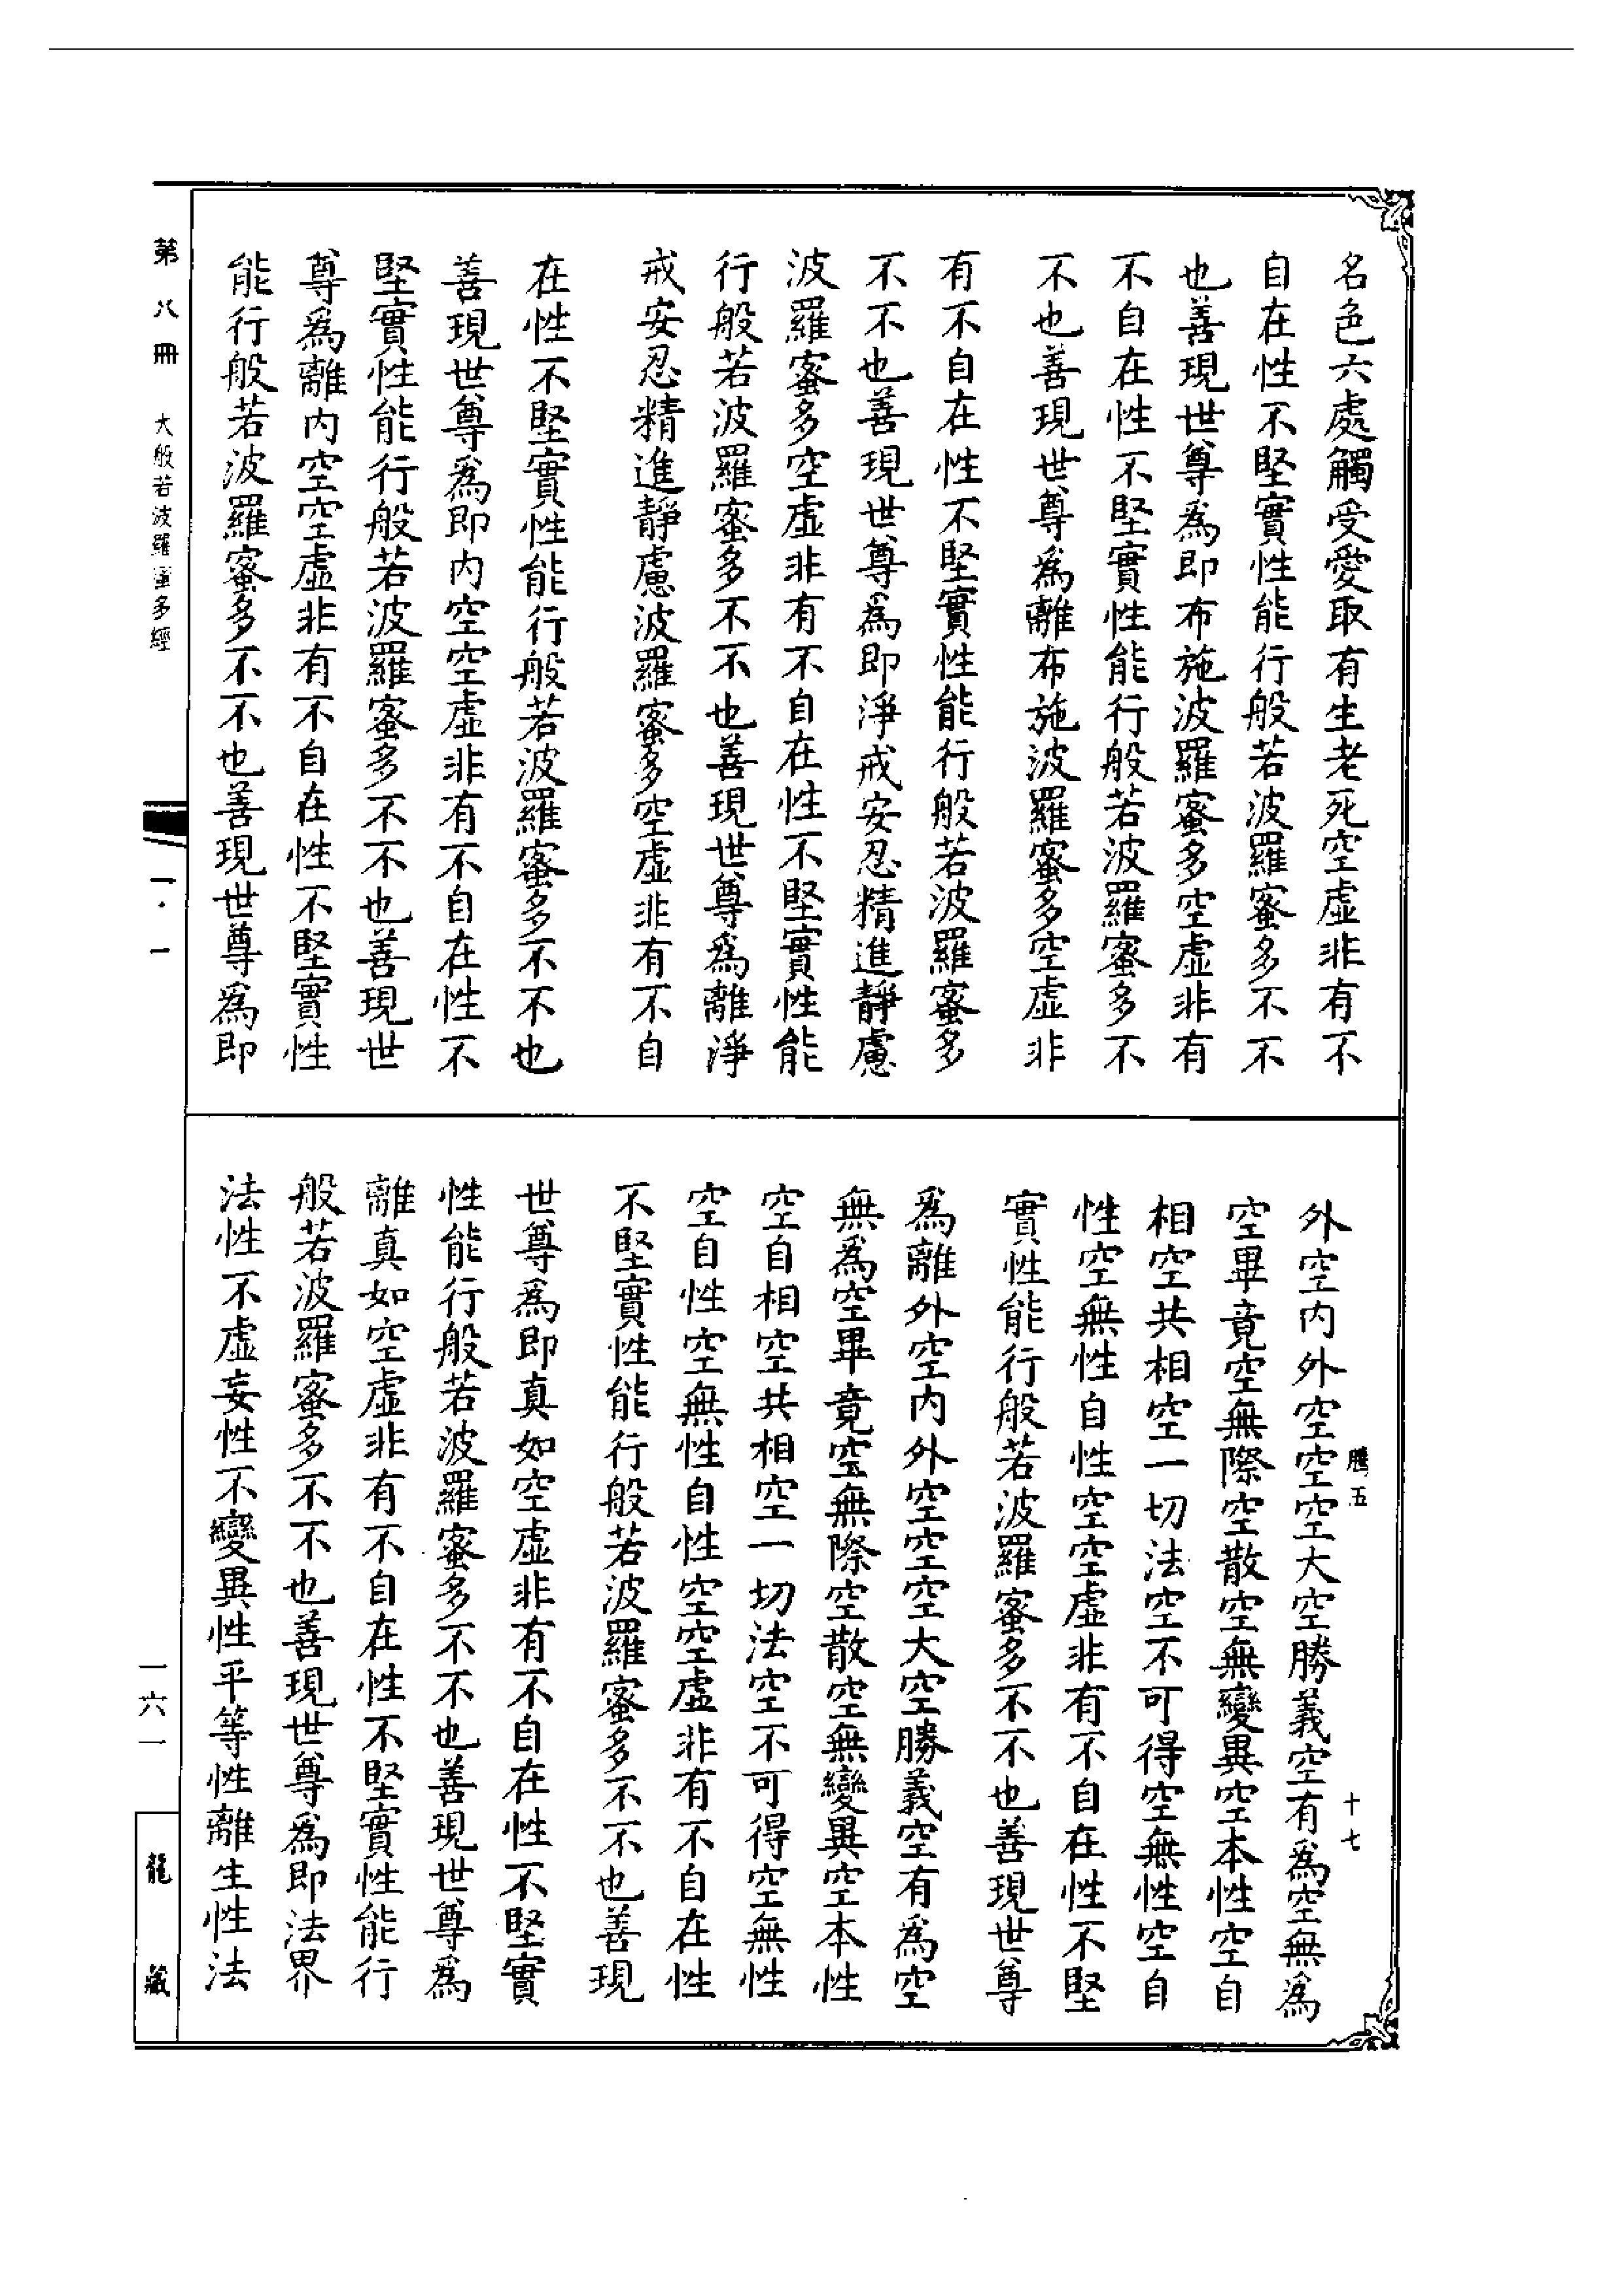 名色六處觸受愛取有生老死空虛非有不
自在性不堅實性能行般若波羅蜜多不不
也善現世尊為即布施波羅蜜多空虛非有
不自在性不堅實性能行般若波羅蜜多不
不也善現世尊為離布施波羅蜜多空虛非
有不自在性不堅實性能行般若波羅蜜多
不不也善現世尊為即淨戒安忍精進靜慮
波羅蜜多空虛非有不自在性不堅實性能
行般若波羅蜜多不不也善現世尊為離淨
戒安忍精進靜慮波羅蜜多空虛非有不自
在性不堅實性能行般若波羅蜜多不不也
善現世尊為即內空空虛非有不自在性不
堅實性能行般若波羅蜜多不不也善現世
尊為離內空空虛非有不自在性不堅實性
能行般若波羅蜜多不不也善現世尊為即
騰五
十七
外空內外空空空大空勝義空有為空無為
空畢竟空無際空散空無變異空本性空自
相空共相空一切法空不可得空無性空自
性空無性自性空空虛非有不自在性不堅
實性能行般若波羅蜜多不不也善現世尊
為離外空內外空空空大空勝義空有為空
無為空畢竟空無際空散空無變異空本性
空自相空共相空一切法空不可得空無性
空自性空無性自性空空虛非有不自在性
不堅實性能行般若波羅蜜多不不也善現
世尊為即真如空虛非有不自在性不堅實
性能行般若波羅蜜多不不也善現世尊為
離真如空虛非有不自在性不堅實性能行
般若波羅蜜多不不也善現世尊為即法界
法性不虛妄性不變異性平等性離生性法
第八冊
大般若波羅蜜多經
一·一
一六一
龍藏